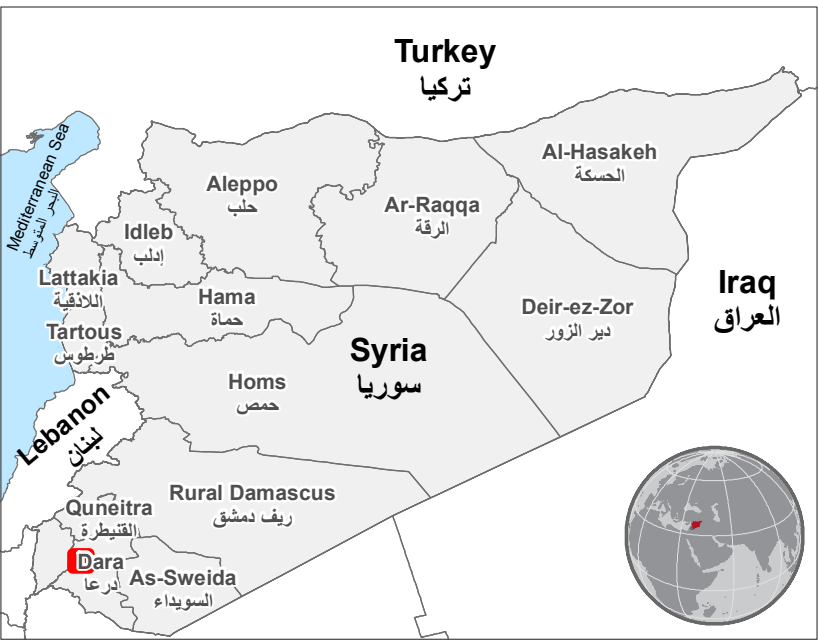 Turkey
تركيا
Mediterranean Sea
البحر المتوسط
Al-Hasakeh
الحسكة
Aleppo
حلب
Ar-Raqqa
الرقة
Idleb
إدلب
Lattakia
اللاذقية
Hama
حماة
Deir-ez-Zor
دير الزور
Iraq
العراق
Tartous
طرطوس
Syria
سوريا
Homs
حمص
Lebanon
لبنان
Rural Damascus
ريف دمشق
Quneitra
القنيطرة
Dara
درعا
As-Sweida
السويداء